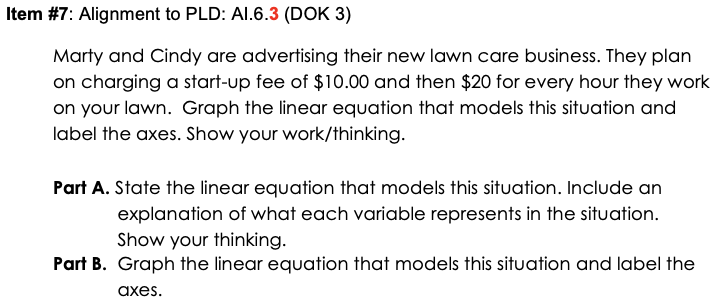 Item #7: Alignment to PLD: AI.6.3 (DOK 3)
Marty and Cindy are advertising their new lawn care business. They plan
on charging a start-up fee of $10.00 and then $20 for every hour they work
on your lawn. Graph the linear equation that models this situation and
label the axes. Show your work/thinking.
Part A. State the linear equation that models this situation. Include an
explanation of what each variable represents in the situation.
Show your thinking.
Part B. Graph the linear equation that models this situation and label the
axes.